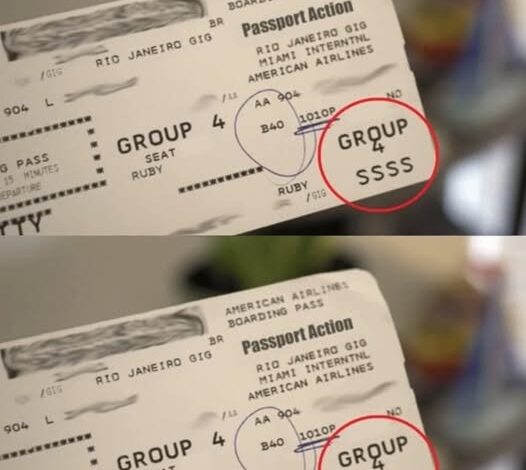 BR
Passport Action
RIO JANEIRO GIG
RIO JANEIRO GIG
MIAMI INTERNTNL
AMERICAN AIRLINES
/GIG
904 L
AA 904
NO
B40
1010P
GROUP 4
GROUP
4
SSSS
SEAT
RUBY
G PASS
15 MINUTES
DEPARTURE
RUBY
/GIG
TTY
AMERICAN AIRLINES
BOARDING PASS
BR
Passport Action
RIO JANEIRO GIG
RIO JANEIRO GIG
MIAMI INTERNTNL
AMERICAN AIRLINES
/GIG
904 L
AA 904
NO
B40
1010P
GROUP 4
GROUP
4